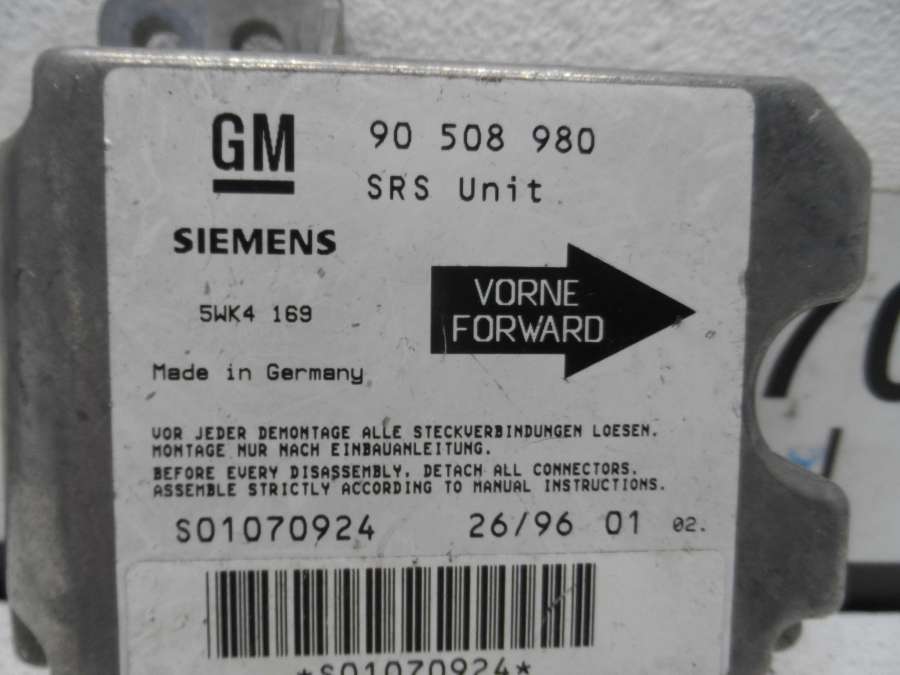 GM 90 508 980
SRS Unit
SIEMENS
VORNE
FORWARD
5WK4 169
Made in Germany
VOR JEDER DEMONTAGE ALLE STECKVERBINDUNGEN LOESEN.
MONTAGE NUR NACH EINBAUANLEITUNG.
BEFORE EVERY DISASSEMBLY, DETACH ALL CONNECTORS.
ASSEMBLE STRICTLY ACCORDING TO MANUAL INSTRUCTIONS.
S01070924 26/96 01 02.
*S01070924*